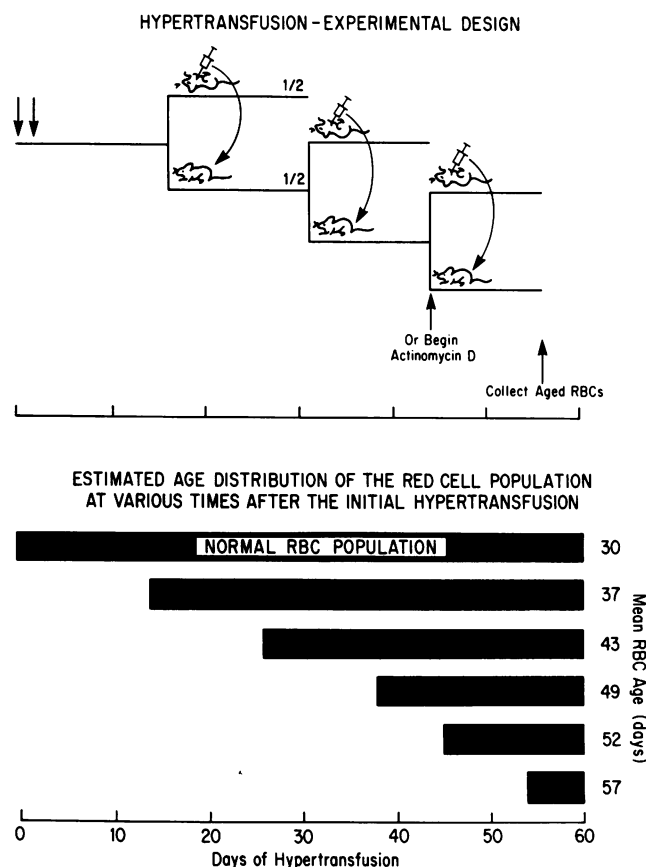 HYPERTRANSFUSION - EXPERIMENTAL DESIGN
1/2
1/2
Or Begin
Actinomycin D
Collect Aged RBCs
ESTIMATED AGE DISTRIBUTION OF THE RED CELL POPULATION
AT VARIOUS TIMES AFTER THE INITIAL HYPERTRANSFUSION
NORMAL RBC POPULATION
30
37
43
49
52
57
Mean RBC Age (days)
0 10 20 30 40 50 60
Days of Hypertransfusion